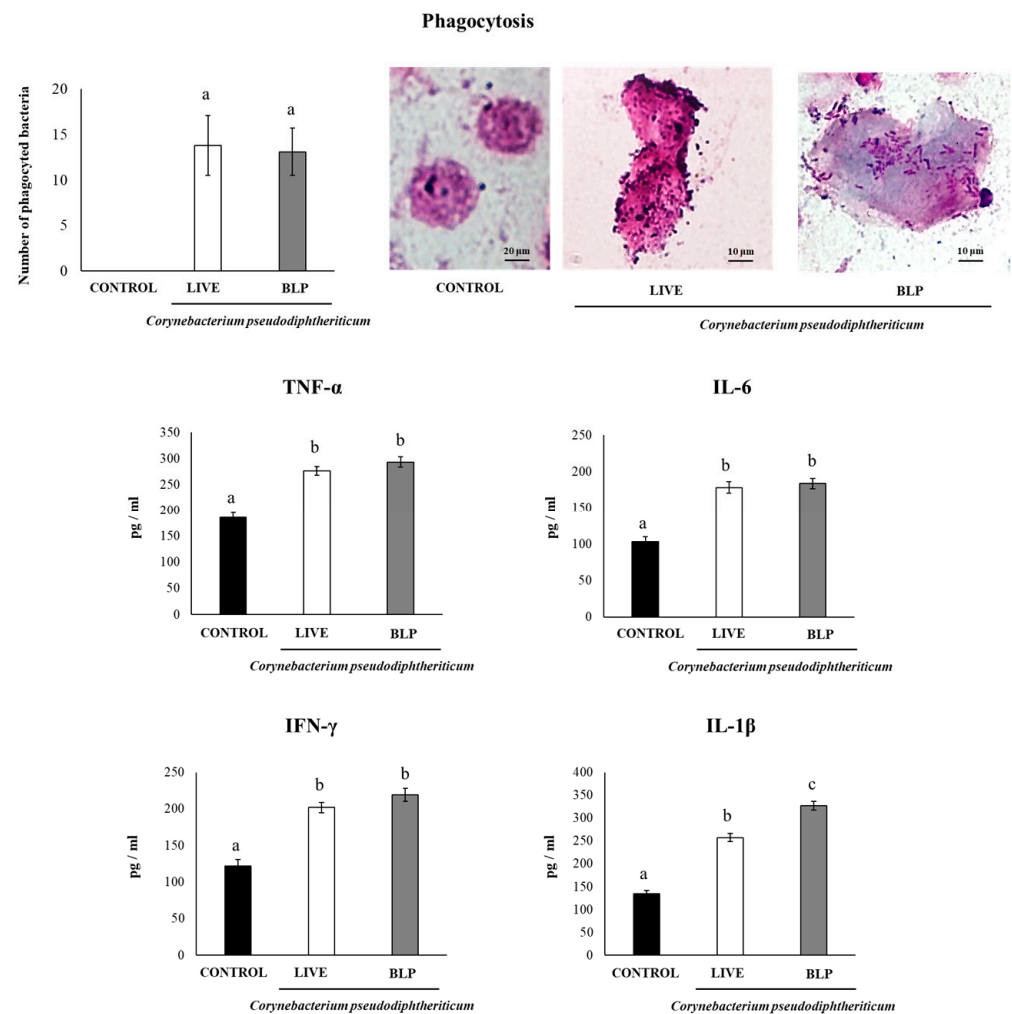 Phagocytosis
Number of phagocyted bacteria
20
15
10
5
0
a
a
CONTROL LIVE BLP
Corynebacterium pseudodiphtheriticum
20 µm
10 µm
10 µm
CONTROL
LIVE
BLP
Corynebacterium pseudodiphtheriticum
TNF-α
pg / ml
350
300
250
200
150
100
50
0
a
b
b
CONTROL LIVE BLP
Corynebacterium pseudodiphtheriticum
IL-6
pg / ml
250
200
150
100
50
0
a
b
b
CONTROL LIVE BLP
Corynebacterium pseudodiphtheriticum
IFN-γ
pg / ml
250
200
150
100
50
0
a
b
b
CONTROL LIVE BLP
Corynebacterium pseudodiphtheriticum
IL-1β
pg / ml
400
350
300
250
200
150
100
50
0
a
b
c
CONTROL LIVE BLP
Corynebacterium pseudodiphtheriticum